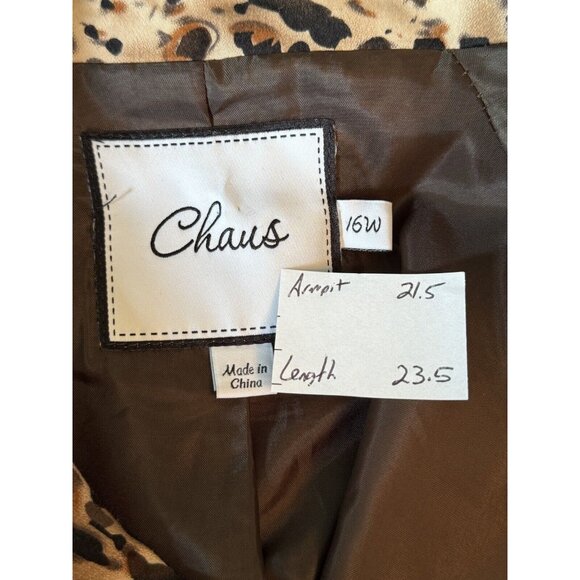 Chaus
16W
Armpit 21.5
Length 23.5
Made in
China